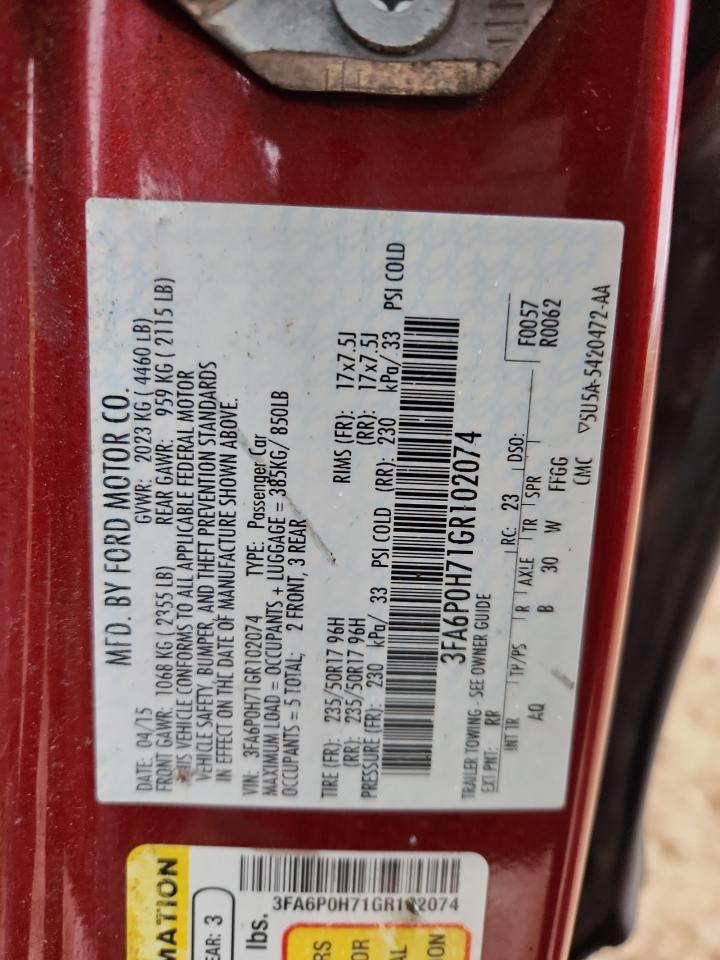 MFD. BY FORD MOTOR CO.
DATE: 04/15 GVWR: 2023 KG ( 4460 LB)
FRONT GAWR: 1068 KG ( 2355 LB) REAR GAWR: 959 KG ( 2115 LB)
THIS VEHICLE CONFORMS TO ALL APPLICABLE FEDERAL MOTOR
VEHICLE SAFETY, BUMPER, AND THEFT PREVENTION STANDARDS
IN EFFECT ON THE DATE OF MANUFACTURE SHOWN ABOVE.
VIN: 3FA6P0H71GR102074 TYPE: Passenger Car
MAXIMUM LOAD = OCCUPANTS + LUGGAGE = 385KG/ 850LB
OCCUPANTS = 5 TOTAL; 2 FRONT, 3 REAR
TIRE (FR): 235/50R17 96H RIMS (FR): 17x7.5J
(RR): 235/50R17 96H (RR): 17x7.5J
PRESSURE (FR): 230 kPa/ 33 PSI COLD (RR): 230 kPa/ 33 PSI COLD
3FA6P0H71GR102074
TRAILER TOWING - SEE OWNER GUIDE
EXT PNT: RR RC: 23 DSO: F0057
INT TR TP/PS R AXLE TR SPR R0062
AQ B 30 W FFGG
CMC ▽5U5A-5420472-AA
MATION
EAR: 3
lbs.
3FA6P0H71GR102074
RS
OR
AL
ION